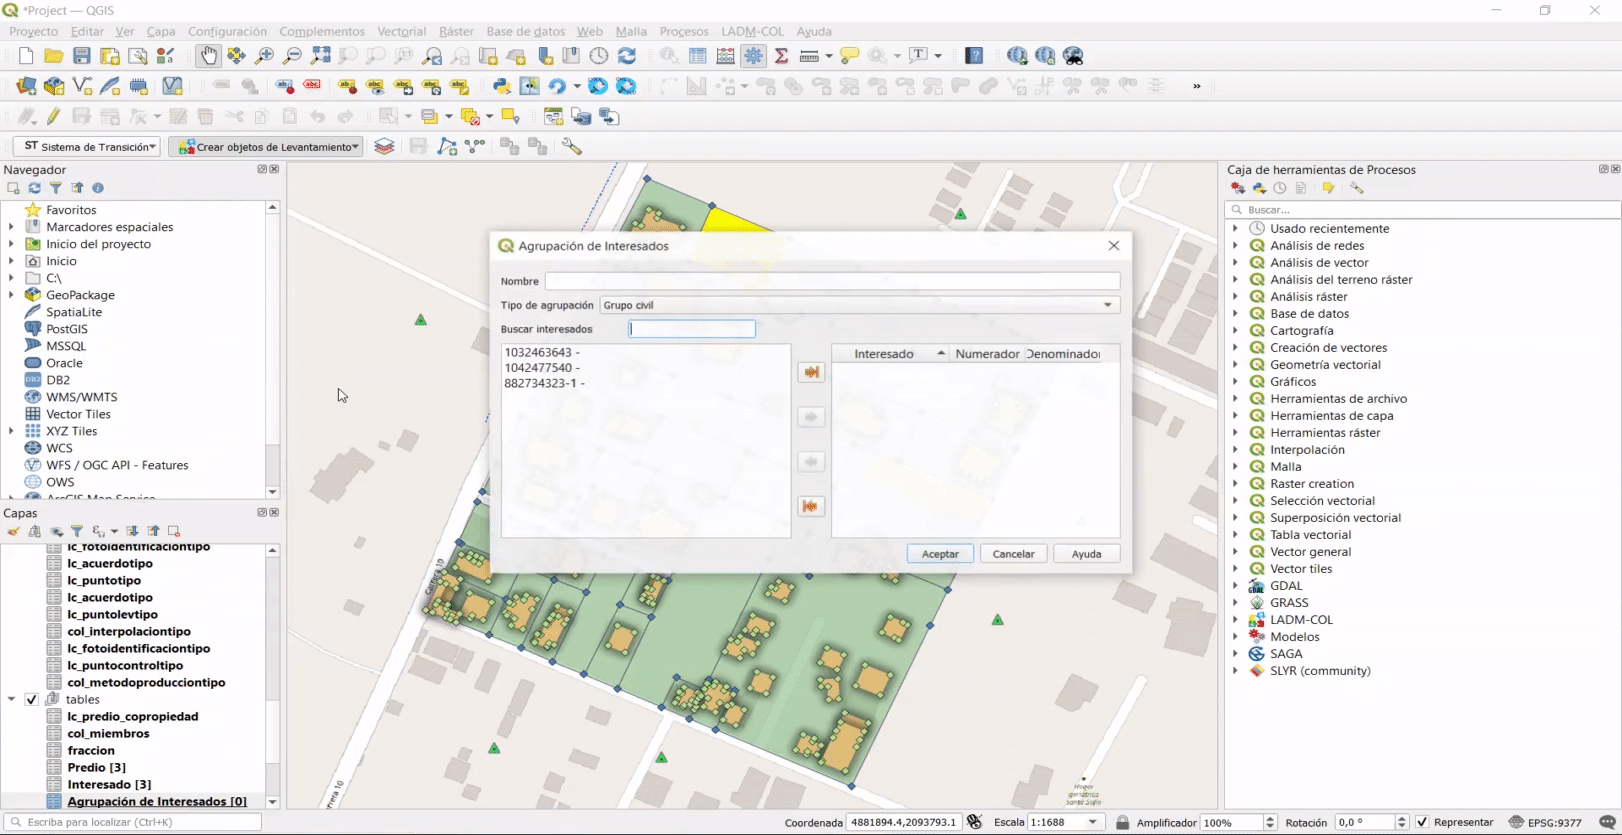 *Project — QGIS
Proyecto Editar Ver Capa Configuración Complementos Vectorial Ráster Base de datos Web Malla Procesos LADM-COL Ayuda
ST Sistema de Transición Crear objetos de Levantamiento
Navegador
Favoritos
Marcadores espaciales
Inicio del proyecto
Inicio
C:\
GeoPackage
SpatiaLite
PostGIS
MSSQL
Oracle
DB2
WMS/WMTS
Vector Tiles
XYZ Tiles
WCS
WFS / OGC API - Features
OWS
ArcGIS Map Service
Capas
lc_fotoidentificaciontipo
lc_acuerdotipo
lc_puntotipo
lc_acuerdotipo
lc_puntolevtipo
col_interpolaciontipo
lc_fotoidentificaciontipo
lc_puntocontroltipo
col_metodoproducciontipo
tables
lc_predio_copropiedad
col_miembros
fraccion
Predio [3]
Interesado [3]
Agrupación de Interesados [0]
Carrera 10
Carrera 10
Agrupación de Interesados
Nombre
Tipo de agrupación Grupo civil
Buscar interesados
1032463643 -
1042477540 -
882734323-1 -
Interesado Numerador Denominador
Aceptar Cancelar Ayuda
Hogar
geriátrico
santa Sofía
Caja de herramientas de Procesos
Buscar...
Usado recientemente
Análisis de redes
Análisis de vector
Análisis del terreno ráster
Análisis ráster
Base de datos
Cartografía
Creación de vectores
Geometría vectorial
Gráficos
Herramientas de archivo
Herramientas de capa
Herramientas ráster
Interpolación
Malla
Raster creation
Selección vectorial
Superposición vectorial
Tabla vectorial
Vector general
Vector tiles
GDAL
GRASS
LADM-COL
Modelos
SAGA
SLYR (community)
Escriba para localizar (Ctrl+K) Coordenada 4881894.4,2093793.1 Escala 1:1688 Amplificador 100% Rotación 0,0 ° Representar EPSG:9377